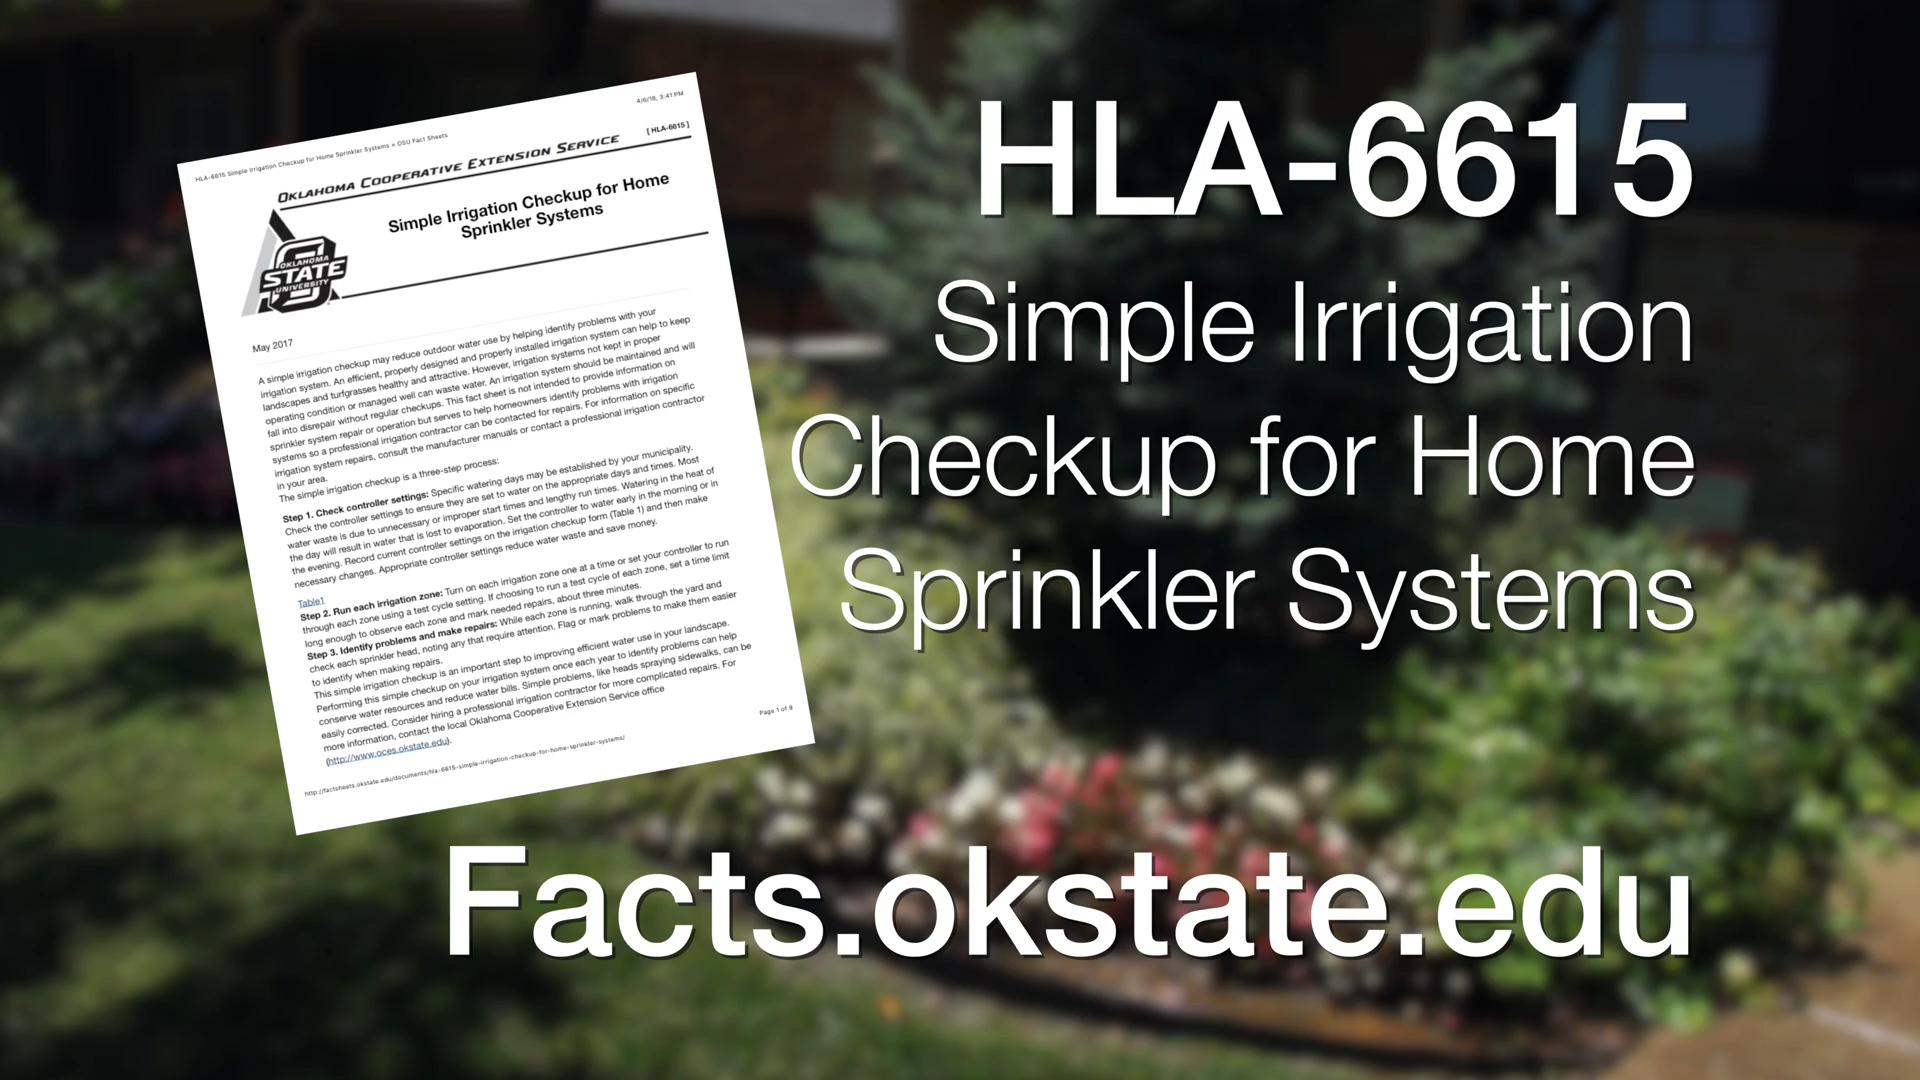 HLA-6615 Simple Irrigation Checkup for Home Sprinkler Systems » OSU Fact Sheets
4/6/18, 3:41 PM
OKLAHOMA COOPERATIVE EXTENSION SERVICE
[ HLA-6615 ]
Simple Irrigation Checkup for Home
Sprinkler Systems
OKLAHOMA
STATE
UNIVERSITY
May 2017
A simple irrigation checkup may reduce outdoor water use by helping identify problems with your
irrigation system. An efficient, properly designed and properly installed irrigation system can help to keep
landscapes and turfgrasses healthy and attractive. However, irrigation systems not kept in proper
operating condition or managed well can waste water. An irrigation system should be maintained and will
fall into disrepair without regular checkups. This fact sheet is not intended to provide information on
sprinkler system repair or operation but serves to help homeowners identify problems with irrigation
systems so a professional irrigation contractor can be contacted for repairs. For information on specific
irrigation system repairs, consult the manufacturer manuals or contact a professional irrigation contractor
in your area.
The simple irrigation checkup is a three-step process:
Step 1. Check controller settings: Specific watering days may be established by your municipality.
Check the controller settings to ensure they are set to water on the appropriate days and times. Most
water waste is due to unnecessary or improper start times and lengthy run times. Watering in the heat of
the day will result in water that is lost to evaporation. Set the controller to water early in the morning or in
the evening. Record current controller settings on the irrigation checkup form (Table 1) and then make
necessary changes. Appropriate controller settings reduce water waste and save money.
Table1
Step 2. Run each irrigation zone: Turn on each irrigation zone one at a time or set your controller to run
through each zone using a test cycle setting. If choosing to run a test cycle of each zone, set a time limit
long enough to observe each zone and mark needed repairs, about three minutes.
Step 3. Identify problems and make repairs: While each zone is running, walk through the yard and
check each sprinkler head, noting any that require attention. Flag or mark problems to make them easier
to identify when making repairs.
This simple irrigation checkup is an important step to improving efficient water use in your landscape.
Performing this simple checkup on your irrigation system once each year to identify problems can help
conserve water resources and reduce water bills. Simple problems, like heads spraying sidewalks, can be
easily corrected. Consider hiring a professional irrigation contractor for more complicated repairs. For
more information, contact the local Oklahoma Cooperative Extension Service office
(http://www.oces.okstate.edu).
http://factsheets.okstate.edu/documents/hla-6615-simple-irrigation-checkup-for-home-sprinkler-systems/
Page 1 of 9
HLA-6615
Simple Irrigation
Checkup for Home
Sprinkler Systems
Facts.okstate.edu